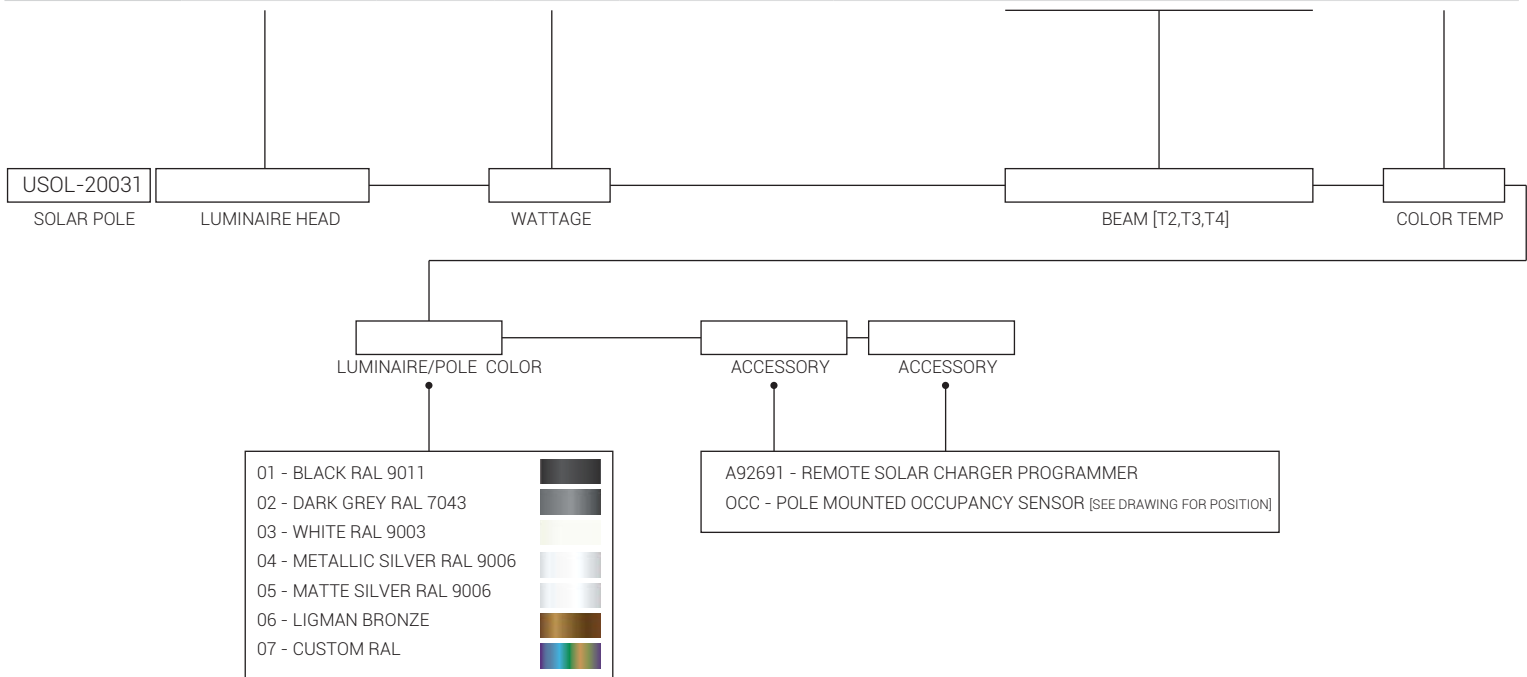 USOL-20031
SOLAR POLE LUMINAIRE HEAD WATTAGE BEAM [T2,T3,T4] COLOR TEMP
LUMINAIRE/POLE COLOR ACCESSORY ACCESSORY
01 - BLACK RAL 9011
02 - DARK GREY RAL 7043
03 - WHITE RAL 9003
04 - METALLIC SILVER RAL 9006
05 - MATTE SILVER RAL 9006
06 - LIGMAN BRONZE
07 - CUSTOM RAL
A92691 - REMOTE SOLAR CHARGER PROGRAMMER
OCC - POLE MOUNTED OCCUPANCY SENSOR [SEE DRAWING FOR POSITION]